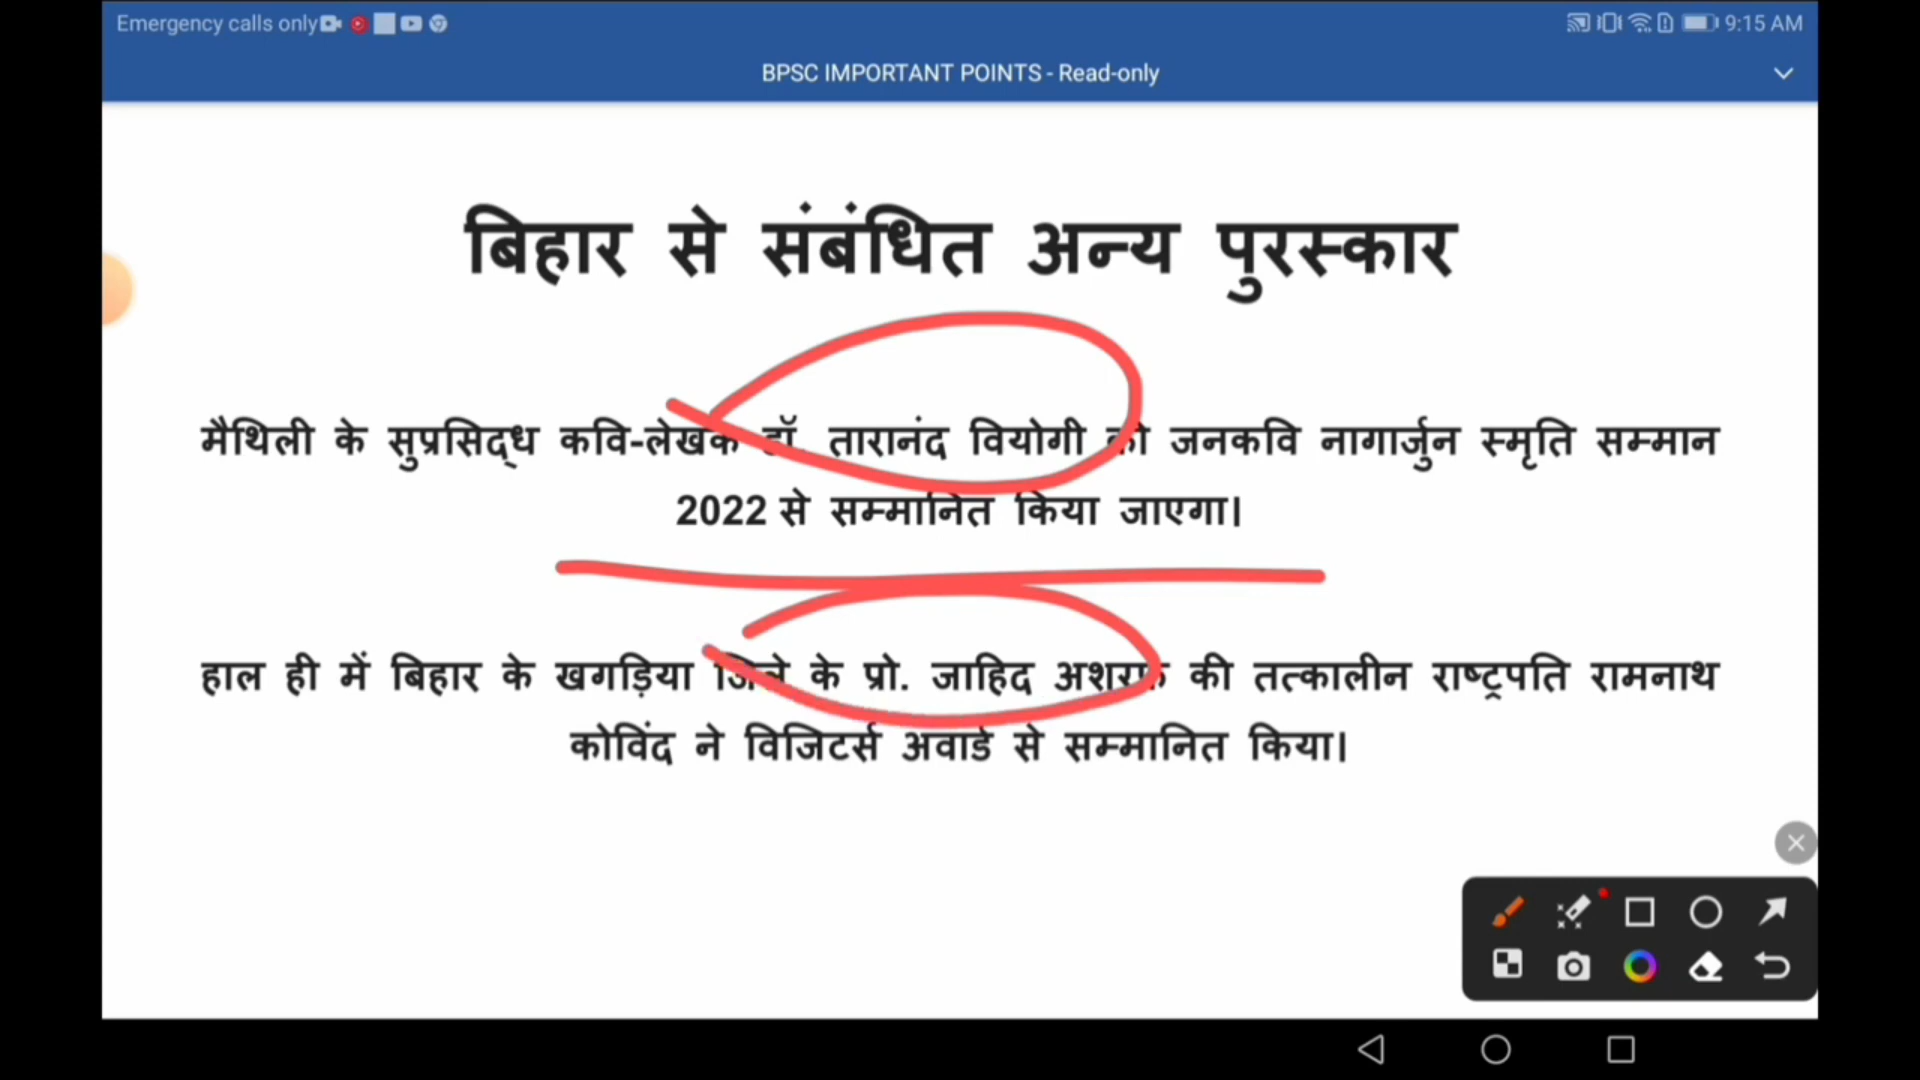 Emergency calls only
9:15 AM
BPSC IMPORTANT POINTS - Read-only
बिहार से संबंधित अन्य पुरस्कार
मैथिली के सुप्रसिद्ध कवि-लेखक डॉ. तारानंद वियोगी को जनकवि नागार्जुन स्मृति सम्मान
2022 से सम्मानित किया जाएगा।
हाल ही में बिहार के खगड़िया जिले के प्रो. जाहिद अशरफ की तत्कालीन राष्ट्रपति रामनाथ
कोविंद ने विजिटर्स अवार्ड से सम्मानित किया।